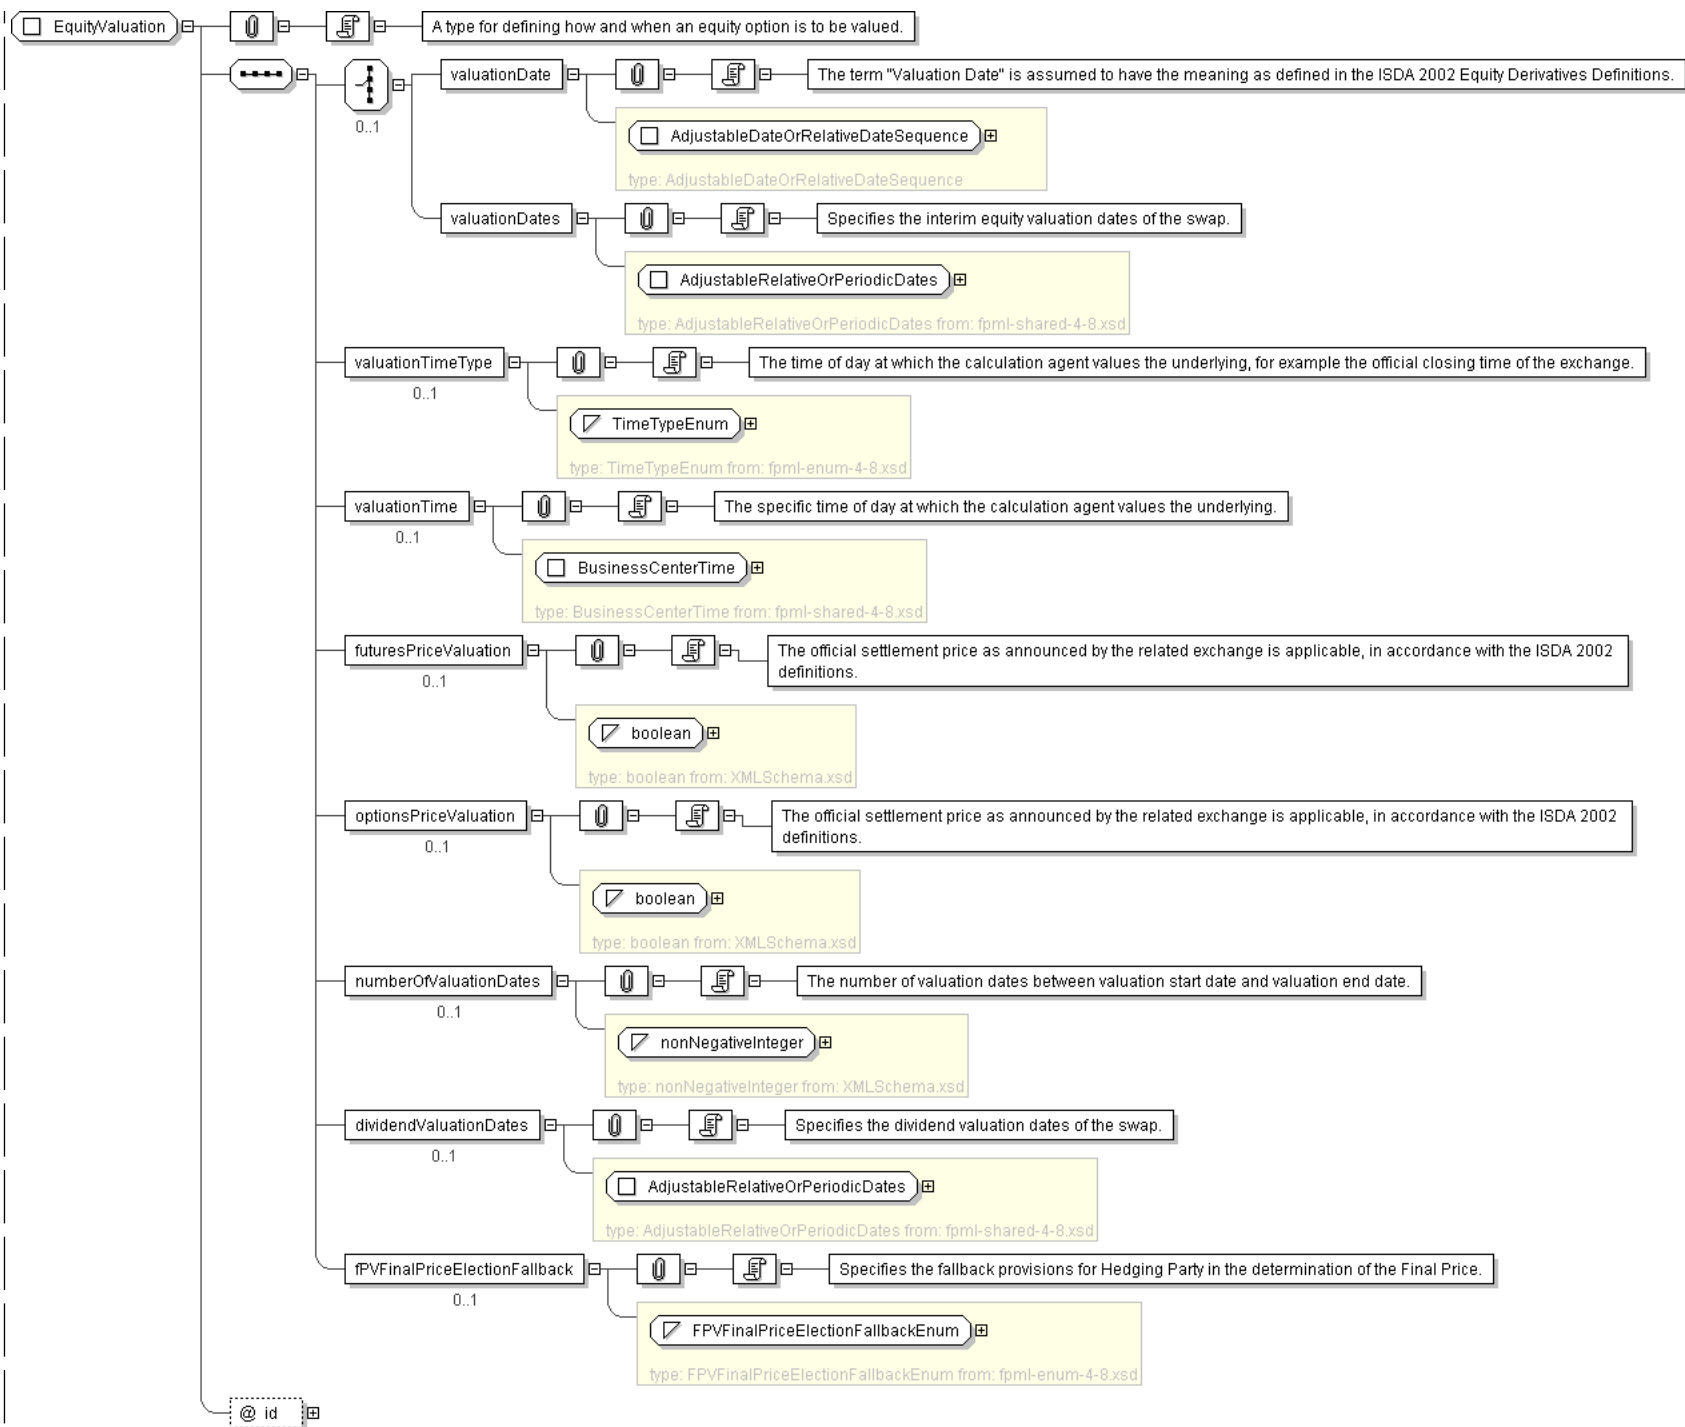 EquityValuation
A type for defining how and when an equity option is to be valued.
0..1
valuationDate
The term "Valuation Date" is assumed to have the meaning as defined in the ISDA 2002 Equity Derivatives Definitions.
AdjustableDateOrRelativeDateSequence
type: AdjustableDateOrRelativeDateSequence
valuationDates
Specifies the interim equity valuation dates of the swap.
AdjustableRelativeOrPeriodicDates
type: AdjustableRelativeOrPeriodicDates from: fpml-shared-4-8.xsd
valuationTimeType
0..1
The time of day at which the calculation agent values the underlying, for example the official closing time of the exchange.
TimeTypeEnum
type: TimeTypeEnum from: fpml-enum-4-8.xsd
valuationTime
0..1
The specific time of day at which the calculation agent values the underlying.
BusinessCenterTime
type: BusinessCenterTime from: fpml-shared-4-8.xsd
futuresPriceValuation
0..1
The official settlement price as announced by the related exchange is applicable, in accordance with the ISDA 2002
definitions.
boolean
type: boolean from: XMLSchema.xsd
optionsPriceValuation
0..1
The official settlement price as announced by the related exchange is applicable, in accordance with the ISDA 2002
definitions.
boolean
type: boolean from: XMLSchema.xsd
numberOfValuationDates
0..1
The number of valuation dates between valuation start date and valuation end date.
nonNegativeInteger
type: nonNegativeInteger from: XMLSchema.xsd
dividendValuationDates
0..1
Specifies the dividend valuation dates of the swap.
AdjustableRelativeOrPeriodicDates
type: AdjustableRelativeOrPeriodicDates from: fpml-shared-4-8.xsd
fPVFinalPriceElectionFallback
0..1
Specifies the fallback provisions for Hedging Party in the determination of the Final Price.
FPVFinalPriceElectionFallbackEnum
type: FPVFinalPriceElectionFallbackEnum from: fpml-enum-4-8.xsd
@ id